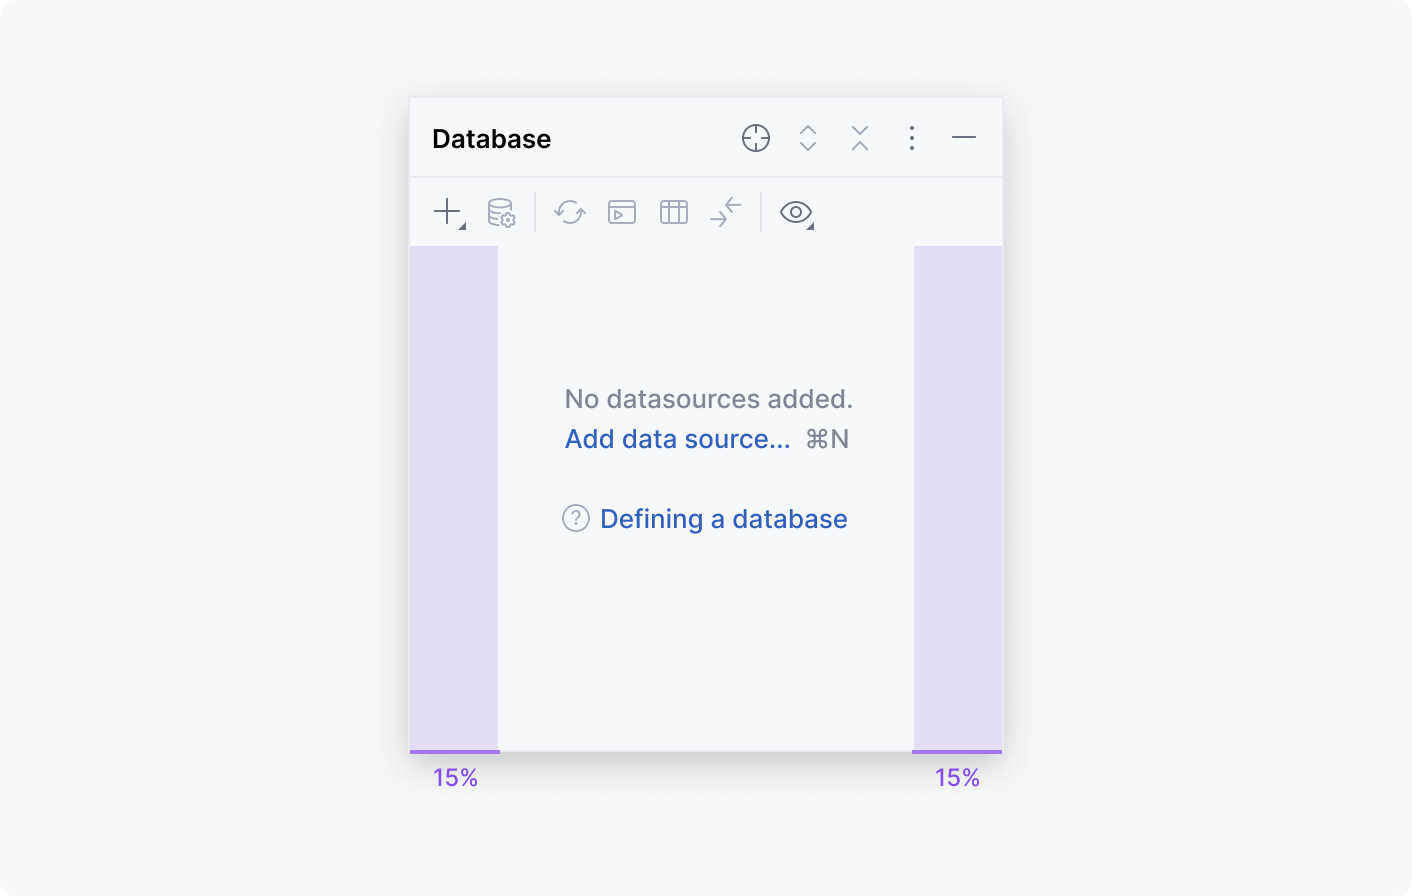 Database
No datasources added.
Add data source... ⌘N
? Defining a database
15%
15%